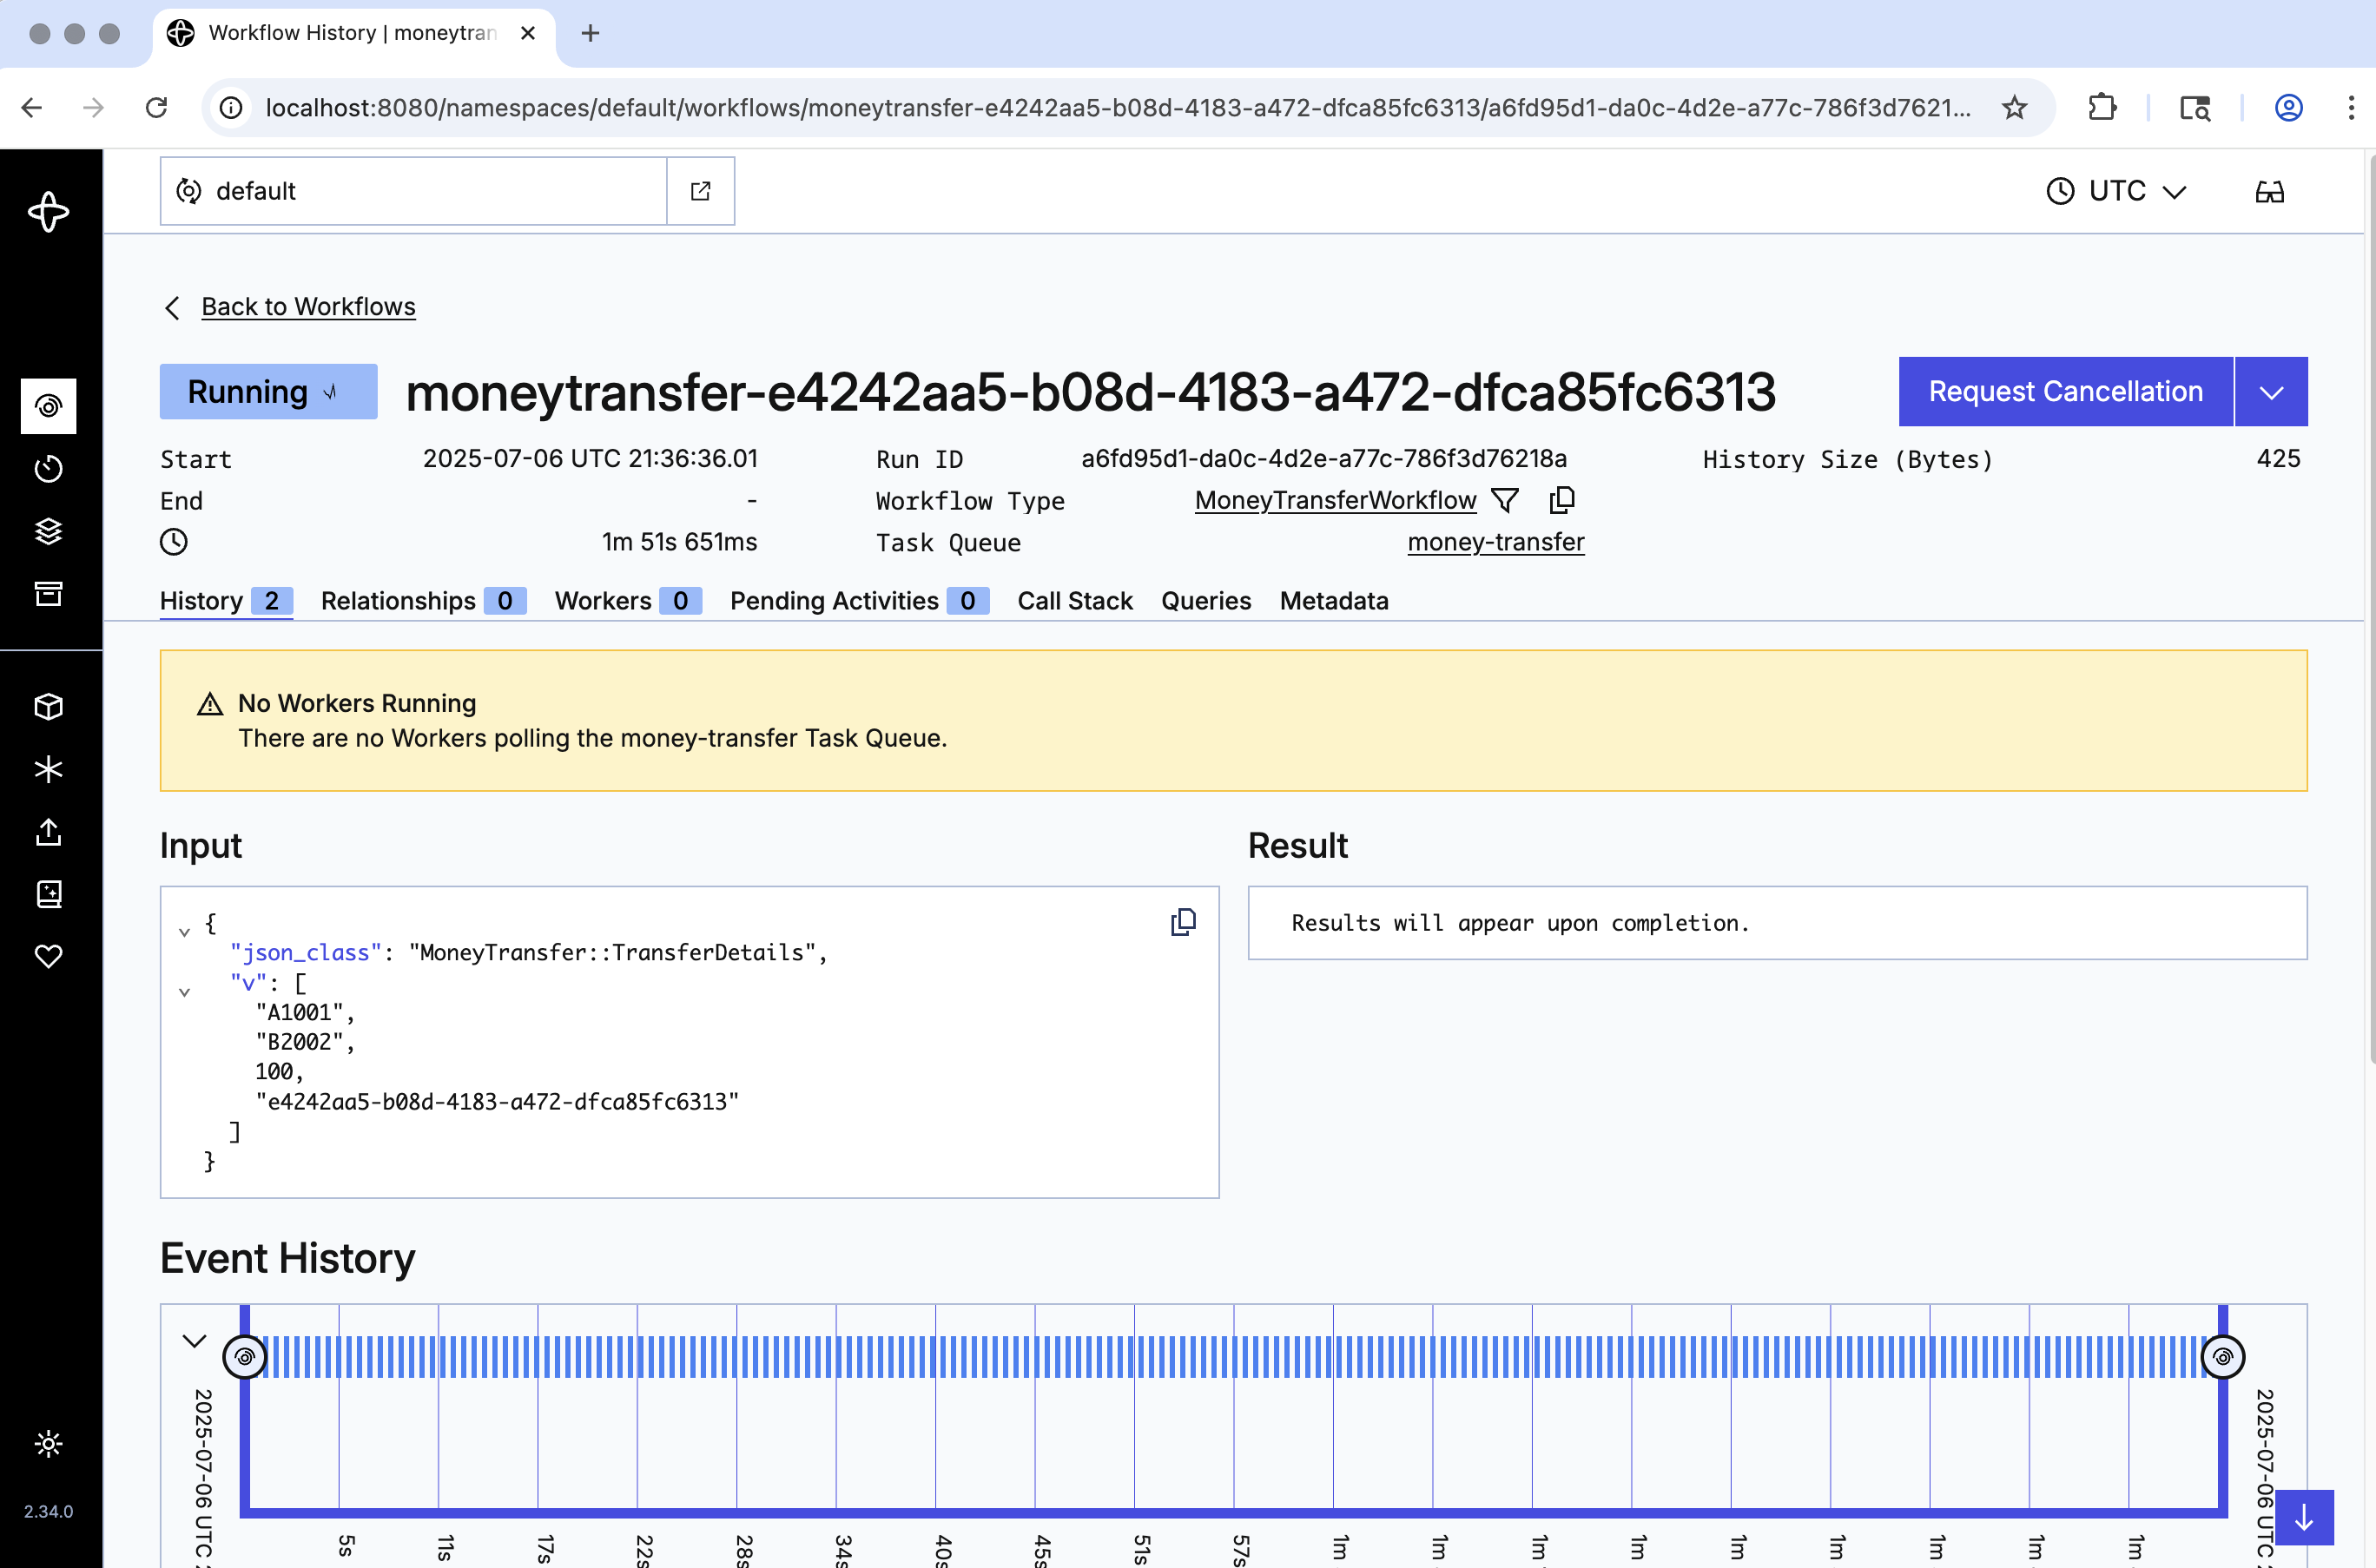 Workflow History | moneytran
localhost:8080/namespaces/default/workflows/moneytransfer-e4242aa5-b08d-4183-a472-dfca85fc6313/a6fd95d1-da0c-4d2e-a77c-786f3d7621...
default
UTC
Back to Workflows
Running
moneytransfer-e4242aa5-b08d-4183-a472-dfca85fc6313
Request Cancellation
Start 2025-07-06 UTC 21:36:36.01
Run ID a6fd95d1-da0c-4d2e-a77c-786f3d76218a
History Size (Bytes) 425
End -
Workflow Type MoneyTransferWorkflow
1m 51s 651ms
Task Queue money-transfer
History 2 Relationships 0 Workers 0 Pending Activities 0 Call Stack Queries Metadata
No Workers Running
There are no Workers polling the money-transfer Task Queue.
Input
{
"json_class": "MoneyTransfer::TransferDetails",
"v": [
"A1001",
"B2002",
100,
"e4242aa5-b08d-4183-a472-dfca85fc6313"
]
}
Result
Results will appear upon completion.
Event History
2025-07-06 UTC
5s
11s
17s
22s
28s
34s
40s
45s
51s
57s
1m
1m
1m
1m
1m
1m
1m
1m
1m
2025-07-06 UTC
2.34.0